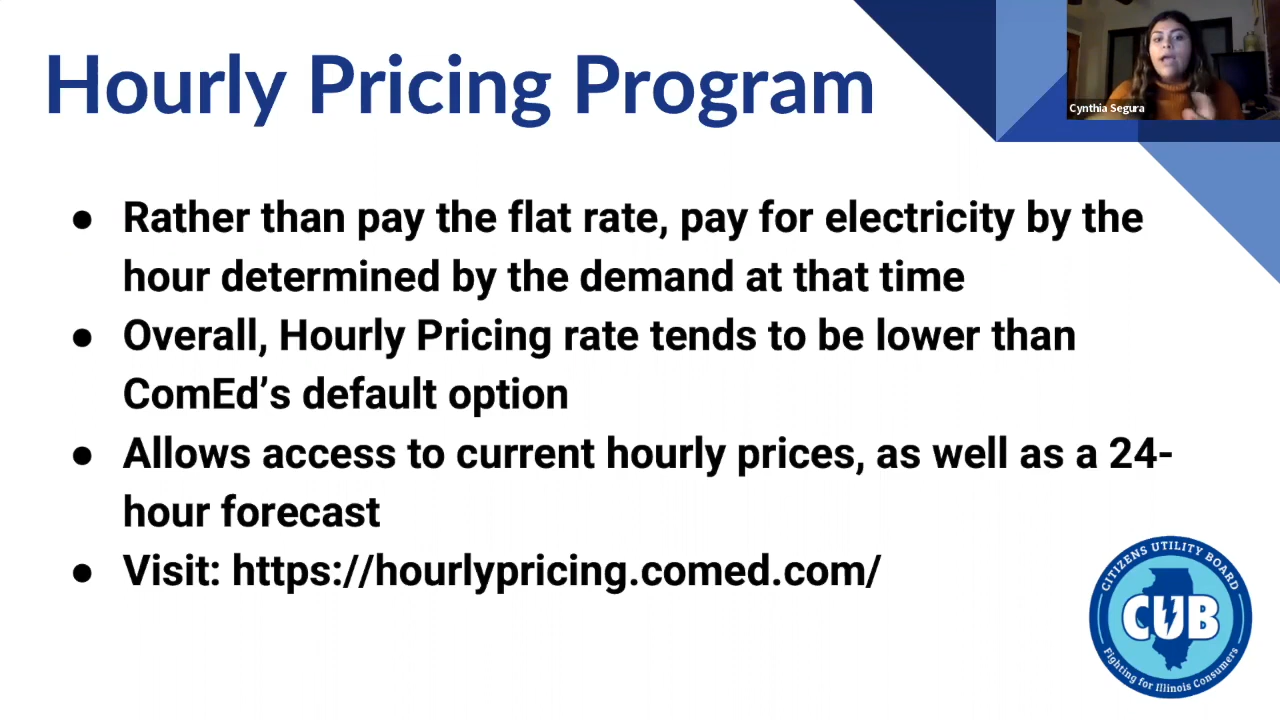 Hourly Pricing Program
Cynthia Segura
● Rather than pay the flat rate, pay for electricity by the
hour determined by the demand at that time
● Overall, Hourly Pricing rate tends to be lower than
ComEd’s default option
● Allows access to current hourly prices, as well as a 24-
hour forecast
● Visit: https://hourlypricing.comed.com/
CITIZENS UTILITY BOARD
CUB
Fighting for Illinois Consumers